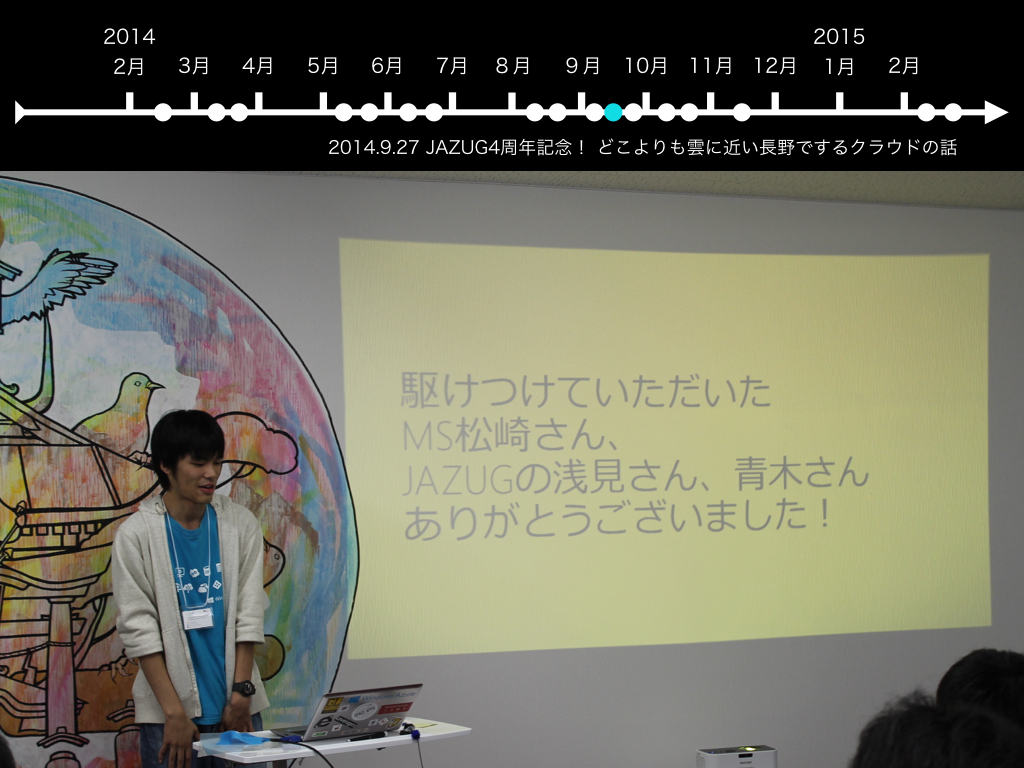 2014 2015
2月 3月 4月 5月 6月 7月 8月 9月 10月 11月 12月 1月 2月
2014.9.27 JAZUG4周年記念！ どこよりも雲に近い長野でするクラウドの話
駆けつけていただいた
MS松崎さん、
JAZUGの浅見さん、青木さん
ありがとうございました！